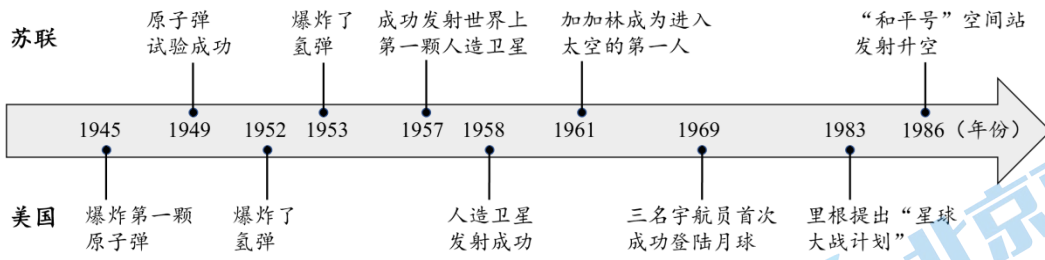 苏联
原子弹
试验成功
爆炸了
氢弹
成功发射世界上
第一颗人造卫星
加加林成为进入
太空的第一人
“和平号”空间站
发射升空
1945 1949 1952 1953 1957 1958 1961 1969 1983 1986（年份）
美国
爆炸第一颗
原子弹
爆炸了
氢弹
人造卫星
发射成功
三名宇航员首次
成功登陆月球
里根提出“星球
大战计划”
北京